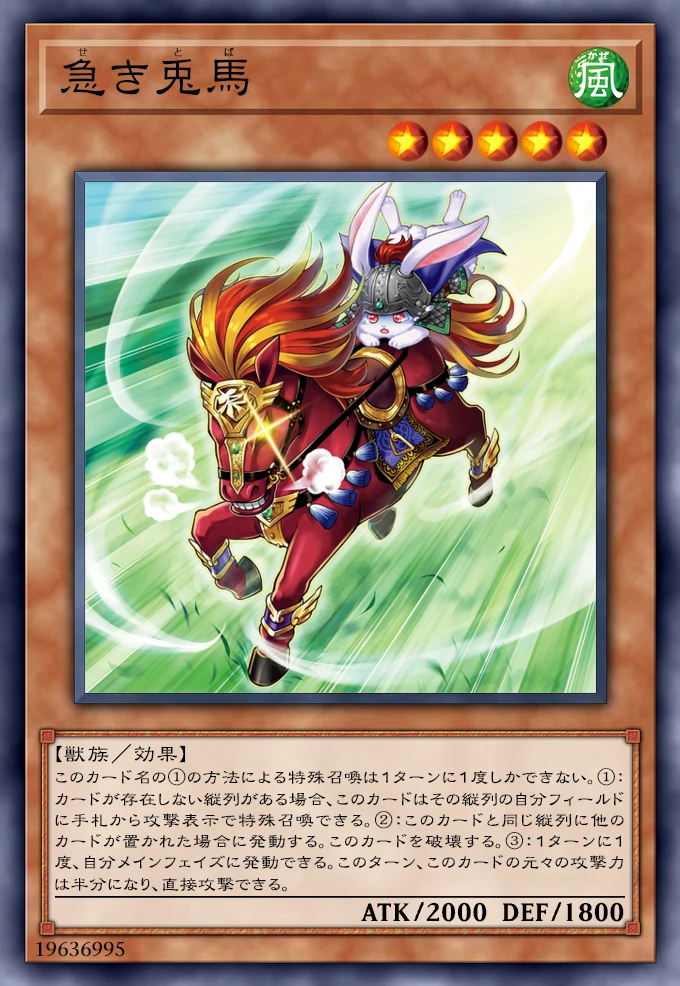 せ と ば
急き兎馬
かぜ
風
【獣族／効果】
このカード名の①の方法による特殊召喚は1ターンに1度しかできない。①：
カードが存在しない縦列がある場合、このカードはその縦列の自分フィールド
に手札から攻撃表示で特殊召喚できる。②：このカードと同じ縦列に他の
カードが置かれた場合に発動する。このカードを破壊する。③：1ターンに1
度、自分メインフェイズに発動できる。このターン、このカードの元々の攻撃力
は半分になり、直接攻撃できる。
ATK/2000 DEF/1800
19636995